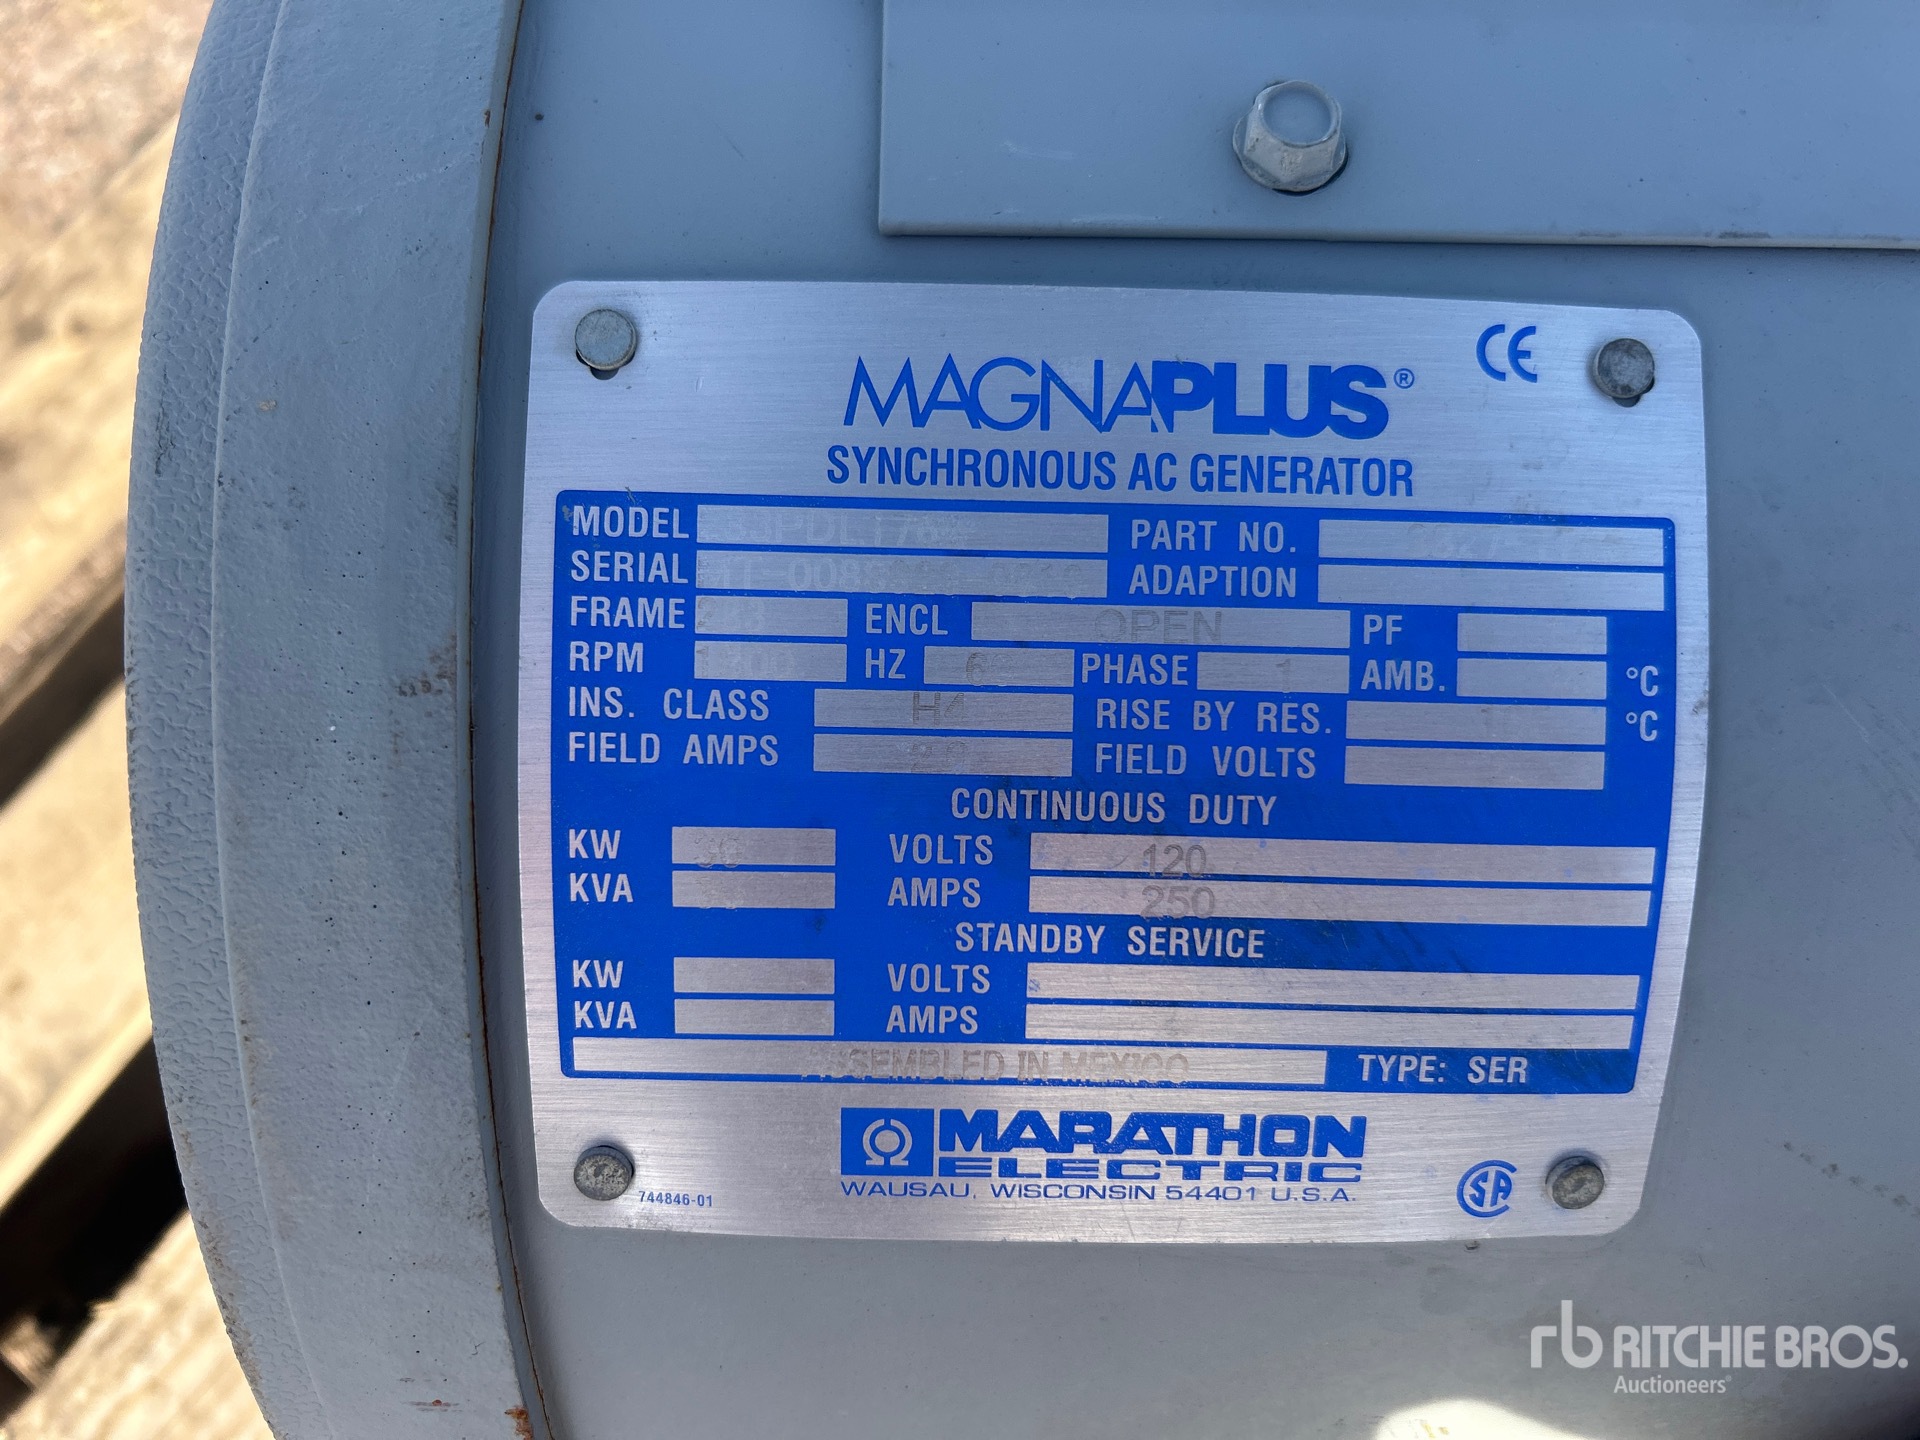 MAGNAPLUS® CE
SYNCHRONOUS AC GENERATOR
MODEL PART NO.
SERIAL ADAPTION
FRAME ENCL OPEN PF
RPM HZ PHASE 1 AMB. °C
INS. CLASS H4 RISE BY RES. °C
FIELD AMPS FIELD VOLTS
CONTINUOUS DUTY
KW VOLTS 120
KVA AMPS 250
STANDBY SERVICE
KW VOLTS
KVA AMPS
ASSEMBLED IN MEXICO TYPE: SER
MARATHON
ELECTRIC
WAUSAU, WISCONSIN 54401 U.S.A.
744846-01
SA
rb RITCHIE BROS.
Auctioneers